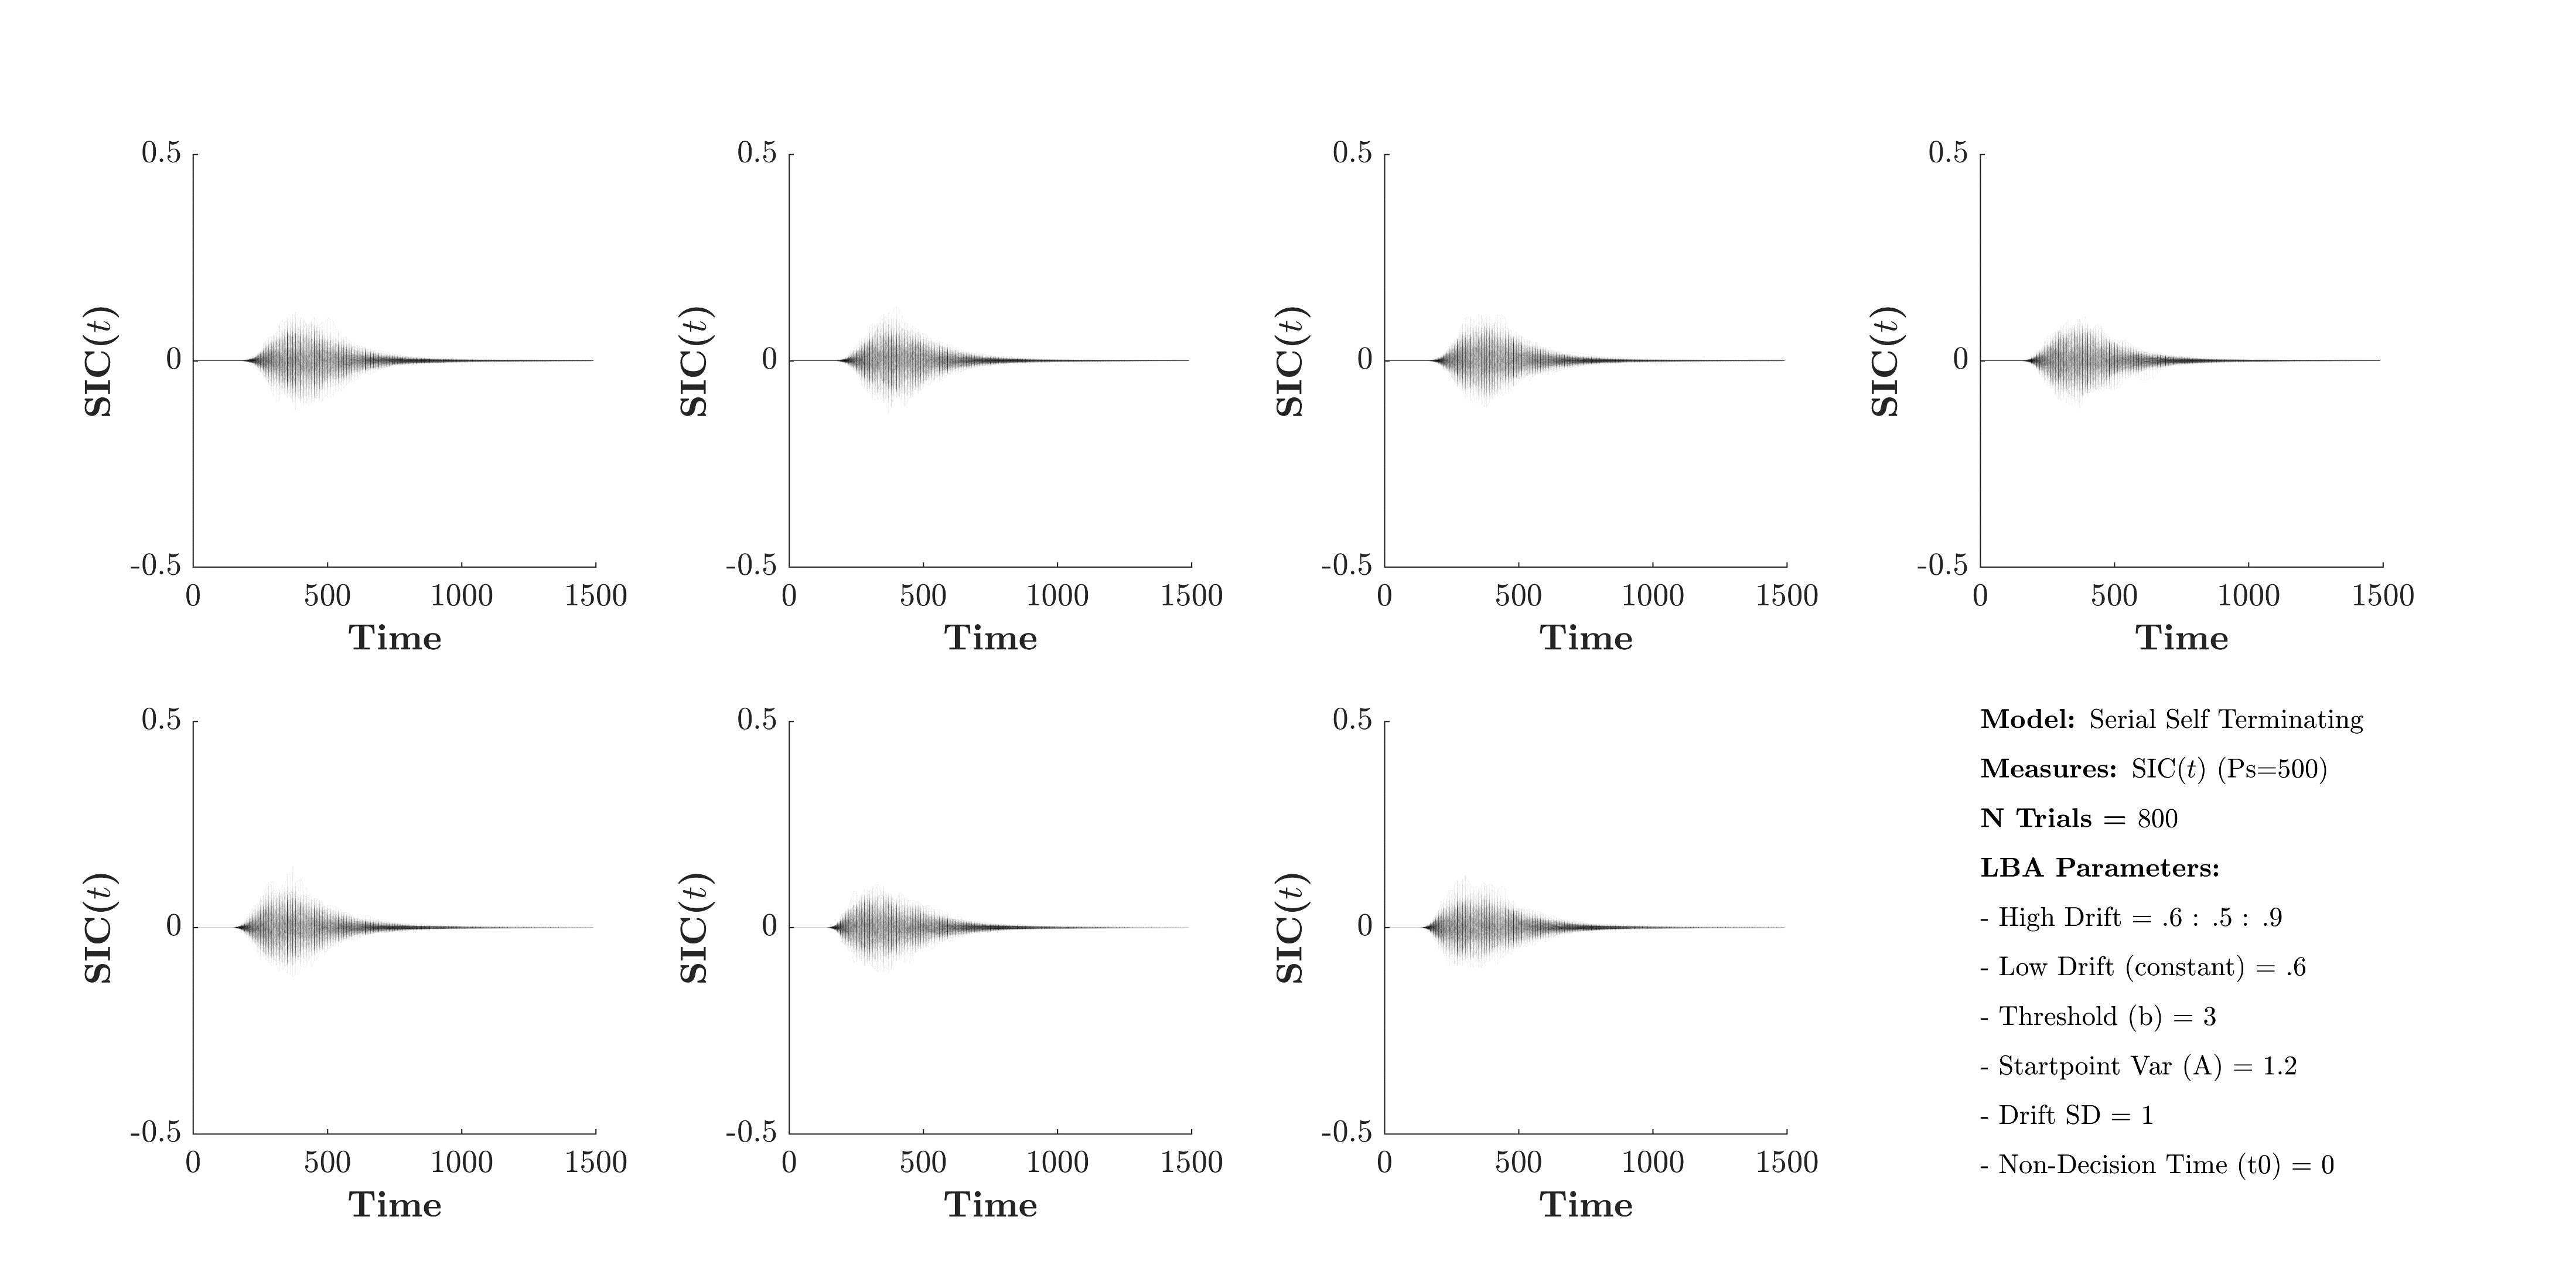 0.5
0
-0.5
0 500 1000 1500
Time
SIC(t)
0.5
0
-0.5
0 500 1000 1500
Time
SIC(t)
0.5
0
-0.5
0 500 1000 1500
Time
SIC(t)
0.5
0
-0.5
0 500 1000 1500
Time
SIC(t)
0.5
0
-0.5
0 500 1000 1500
Time
SIC(t)
0.5
0
-0.5
0 500 1000 1500
Time
SIC(t)
0.5
0
-0.5
0 500 1000 1500
Time
SIC(t)
Model: Serial Self Terminating
Measures: SIC(t) (Ps=500)
N Trials = 800
LBA Parameters:
- High Drift = .6 : .5 : .9
- Low Drift (constant) = .6
- Threshold (b) = 3
- Startpoint Var (A) = 1.2
- Drift SD = 1
- Non-Decision Time (t0) = 0